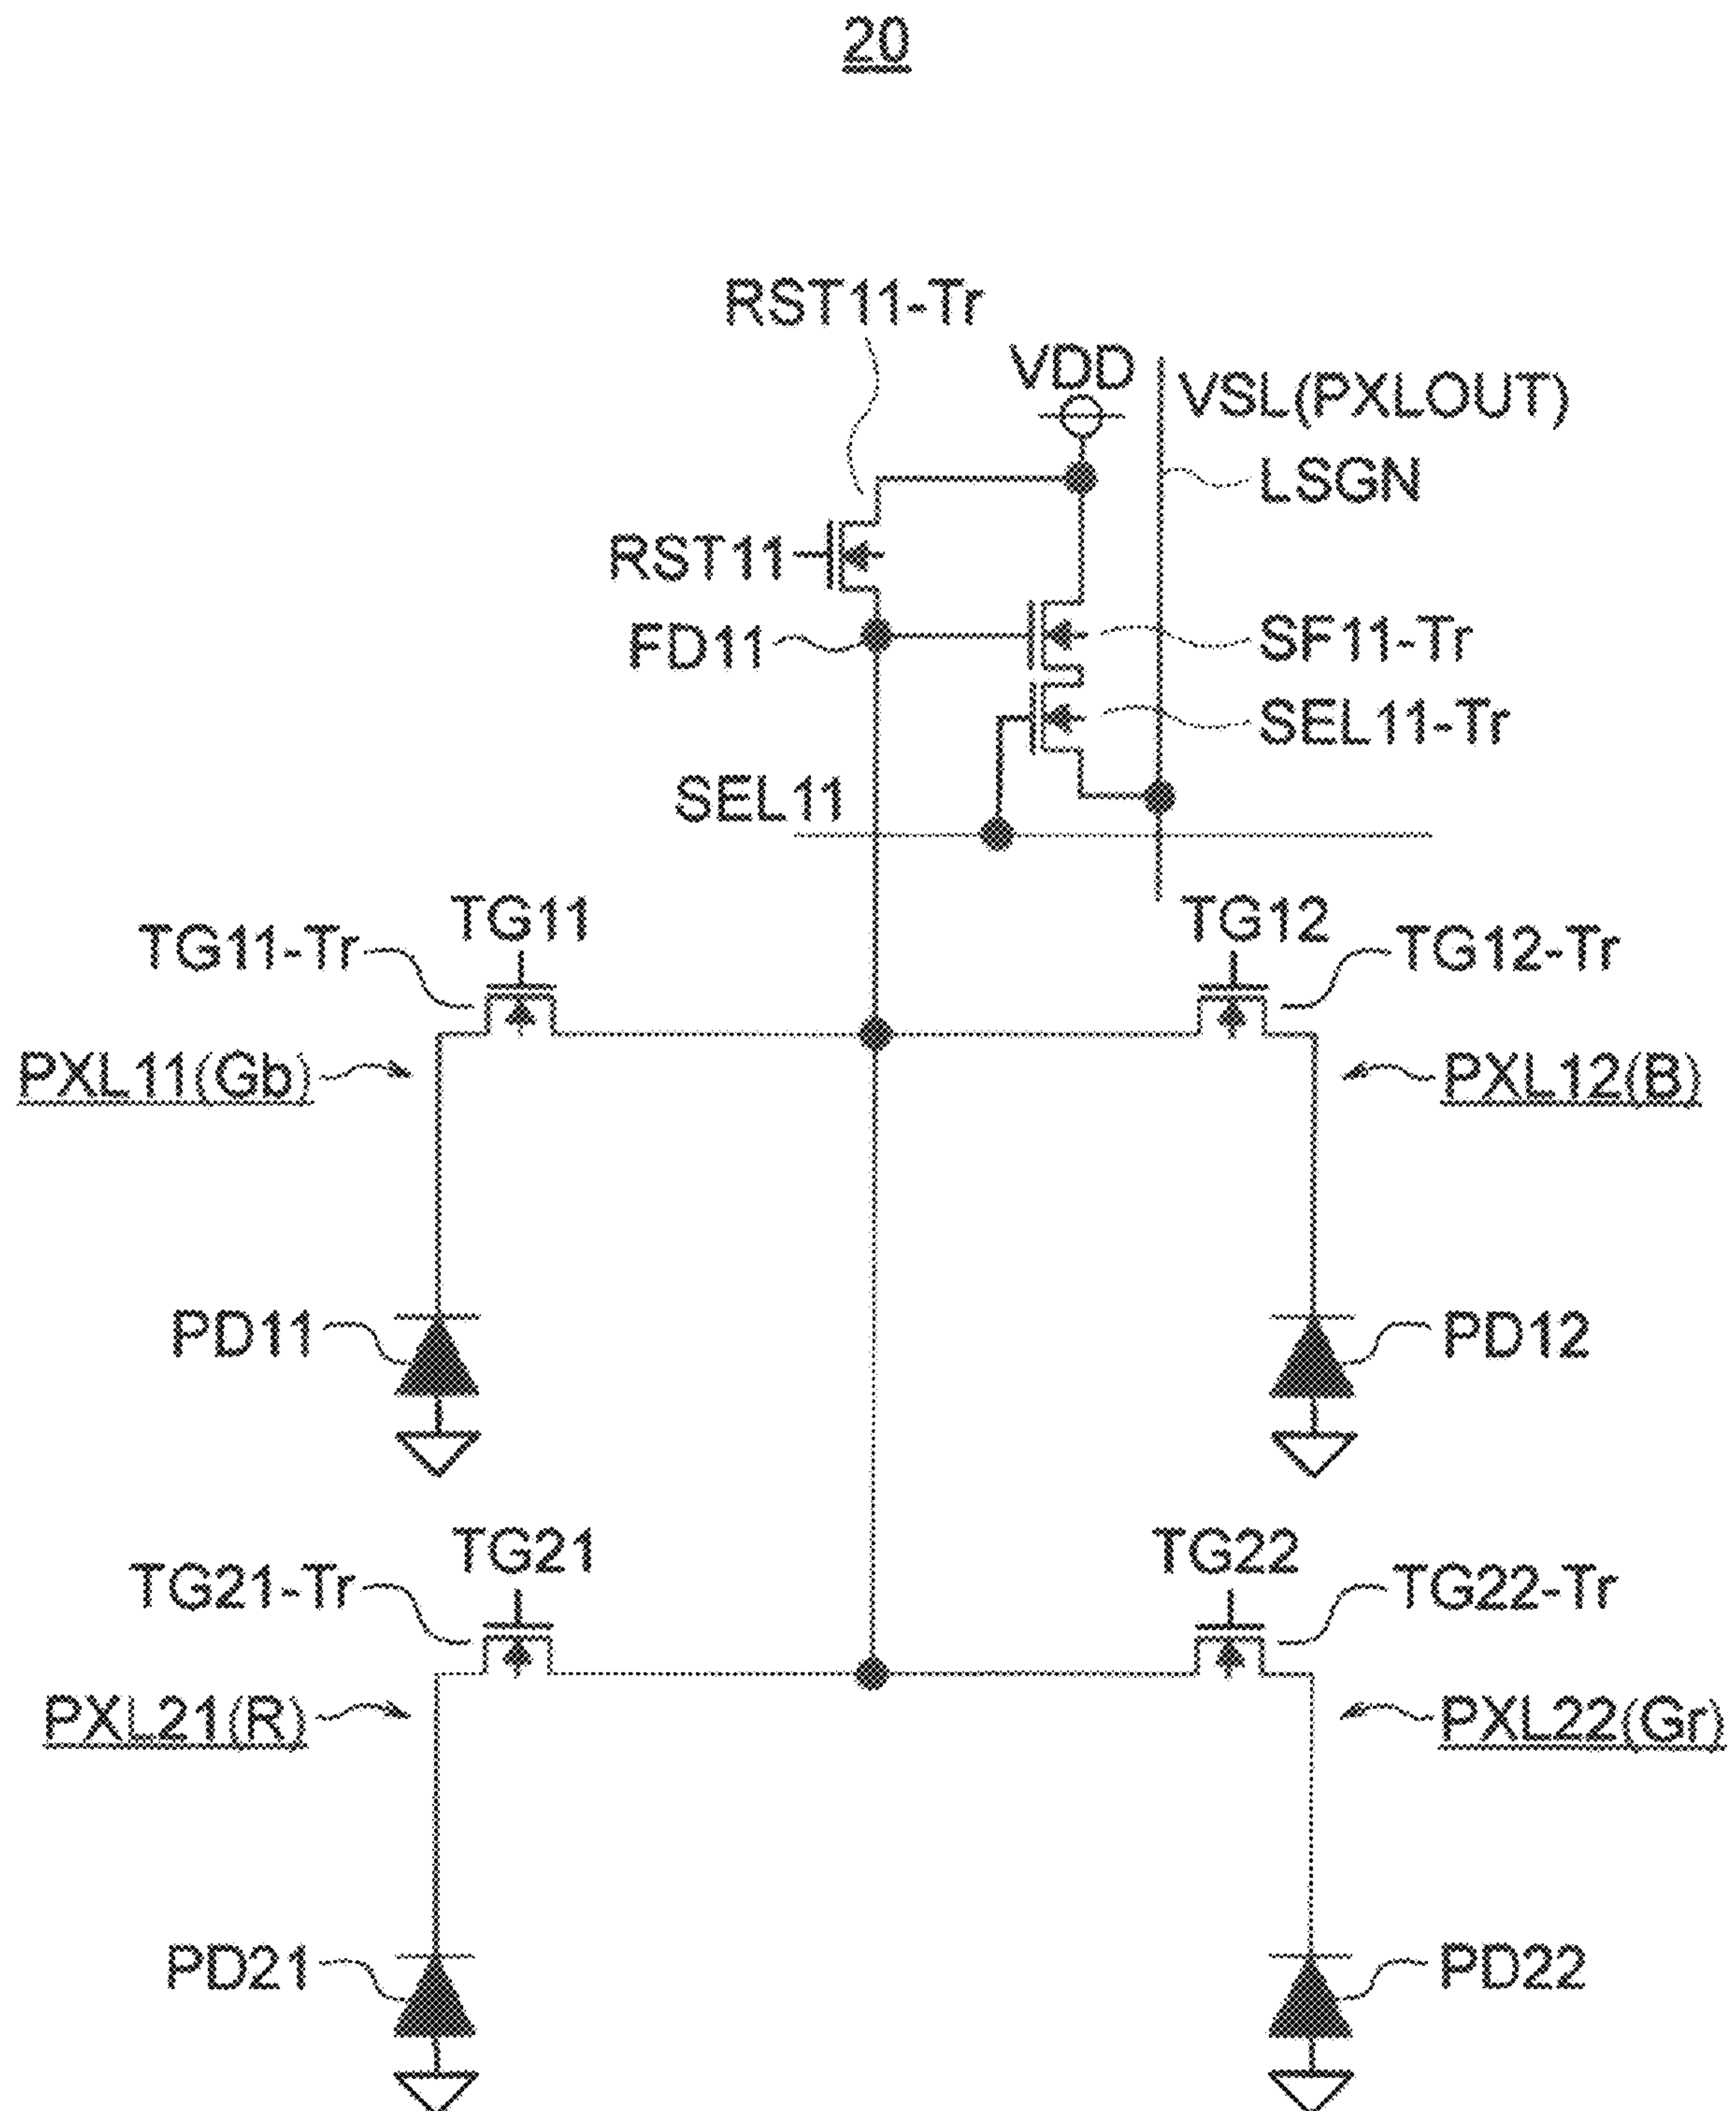 20
RST11-Tr
VDD
VSL(PXLOUT)
LSGN
RST11
FD11
SF11-Tr
SEL11-Tr
SEL11
TG11
TG12
TG11-Tr
TG12-Tr
PXL11(Gb)
PXL12(B)
PD11
PD12
TG21
TG22
TG21-Tr
TG22-Tr
PXL21(R)
PXL22(Gr)
PD21
PD22